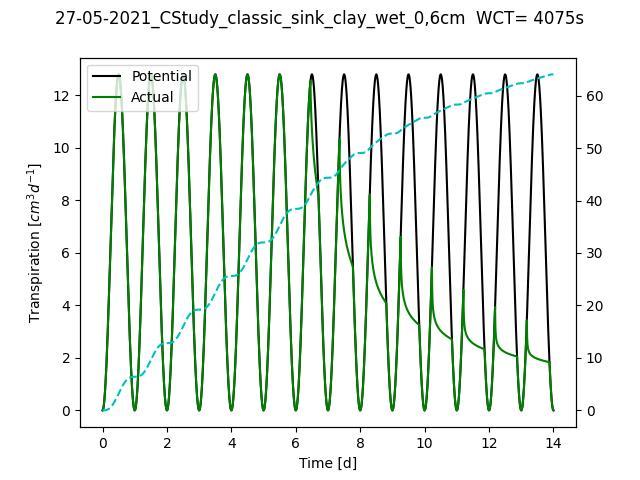 27-05-2021_CStudy_classic_sink_clay_wet_0,6cm  WCT= 4075s
Potential
Actual
Transpiration [cm³d⁻¹]
12
10
8
6
4
2
0
60
50
40
30
20
10
0
0 2 4 6 8 10 12 14
Time [d]